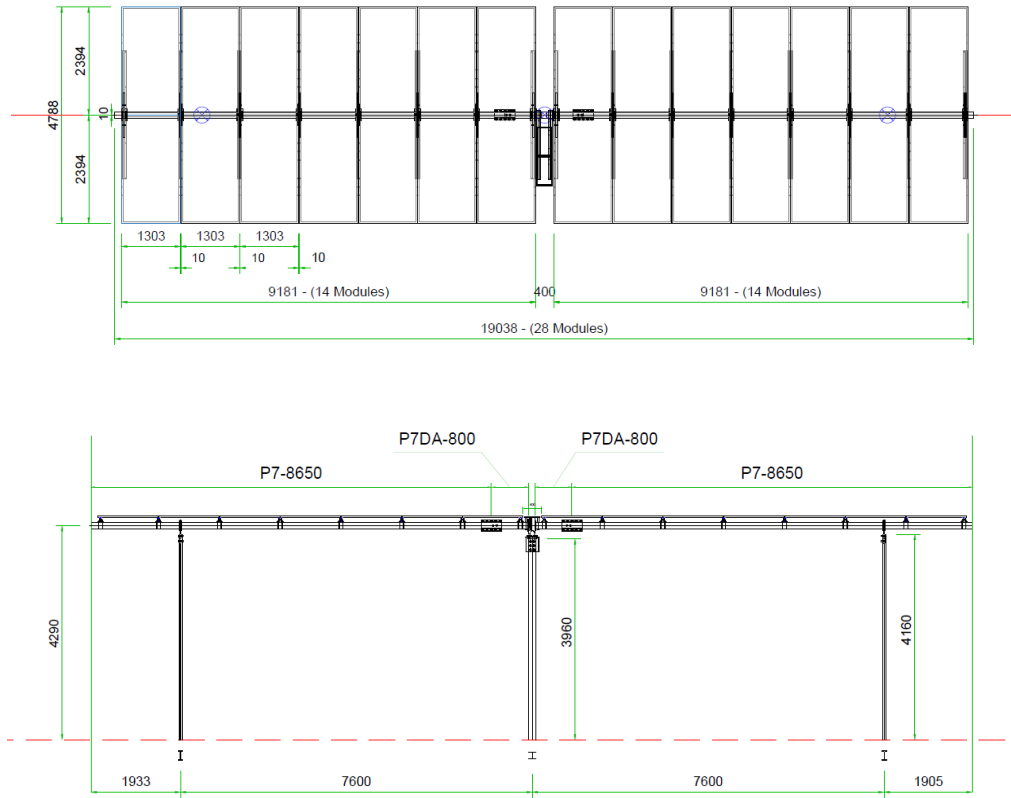 2394
4788
10
2394
1303 1303 1303
10 10 10
9181 - (14 Modules) 400 9181 - (14 Modules)
19038 - (28 Modules)
P7DA-800 P7DA-800
P7-8650 P7-8650
4290
3960
4160
1933 7600 7600 1905